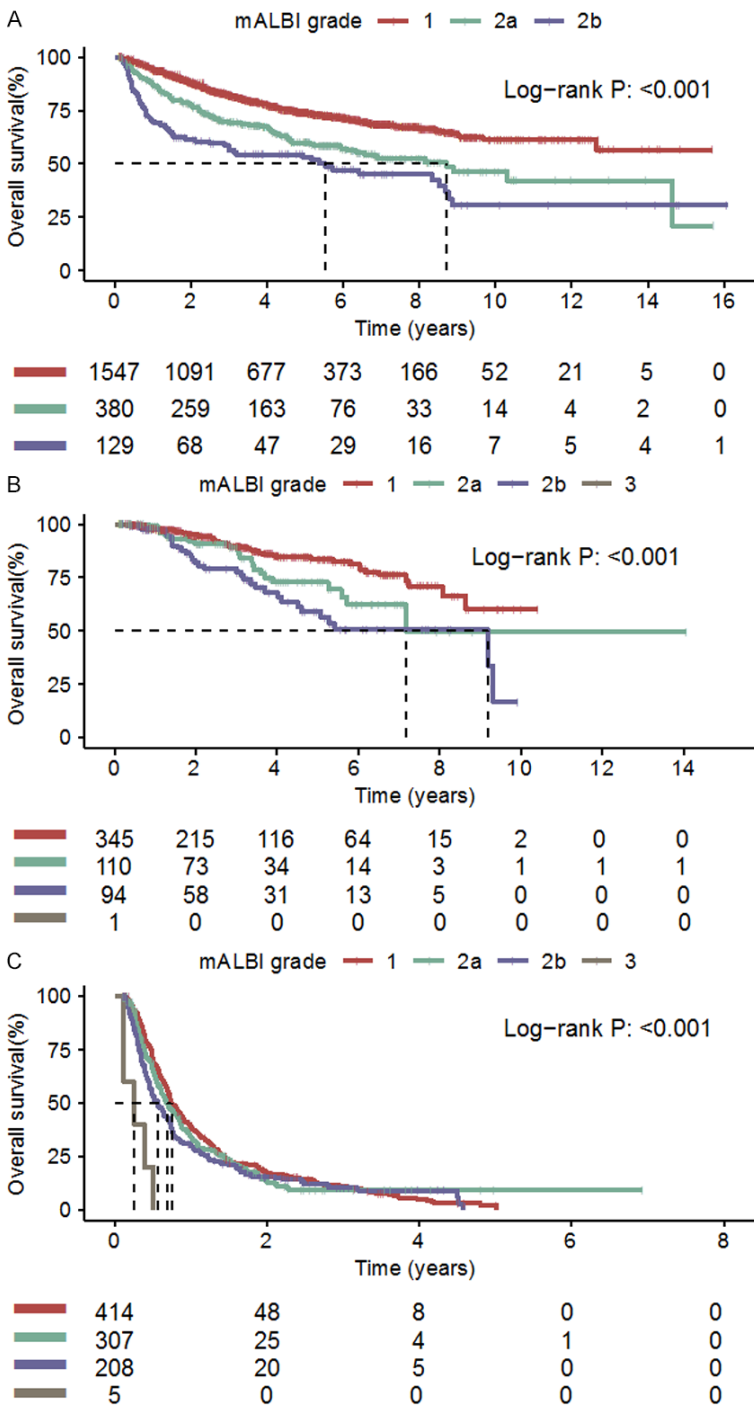 A
mALBI grade 1 2a 2b
Overall survival(%)
100
75
50
25
0
Log−rank P: <0.001
0 2 4 6 8 10 12 14 16
Time (years)
1547 1091 677 373 166 52 21 5 0
380 259 163 76 33 14 4 2 0
129 68 47 29 16 7 5 4 1
B
mALBI grade 1 2a 2b 3
Overall survival(%)
100
75
50
25
0
Log−rank P: <0.001
0 2 4 6 8 10 12 14
Time (years)
345 215 116 64 15 2 0 0
110 73 34 14 3 1 1 1
94 58 31 13 5 0 0 0
1 0 0 0 0 0 0 0
C
mALBI grade 1 2a 2b 3
Overall survival(%)
100
75
50
25
0
Log−rank P: <0.001
0 2 4 6 8
Time (years)
414 48 8 0 0
307 25 4 1 0
208 20 5 0 0
5 0 0 0 0